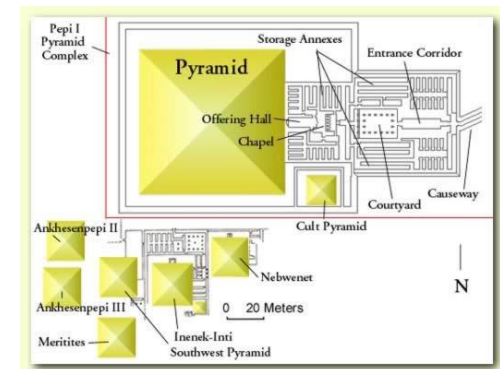 Pepi I
Pyramid
Complex
Pyramid
Storage Annexes
Entrance Corridor
Offering Hall
Chapel
Courtyard
Causeway
Cult Pyramid
Ankhesenpepi II
Nebwenet
N
Ankhesenpepi III
0 20 Meters
Inenek-Inti
Meritites
Southwest Pyramid